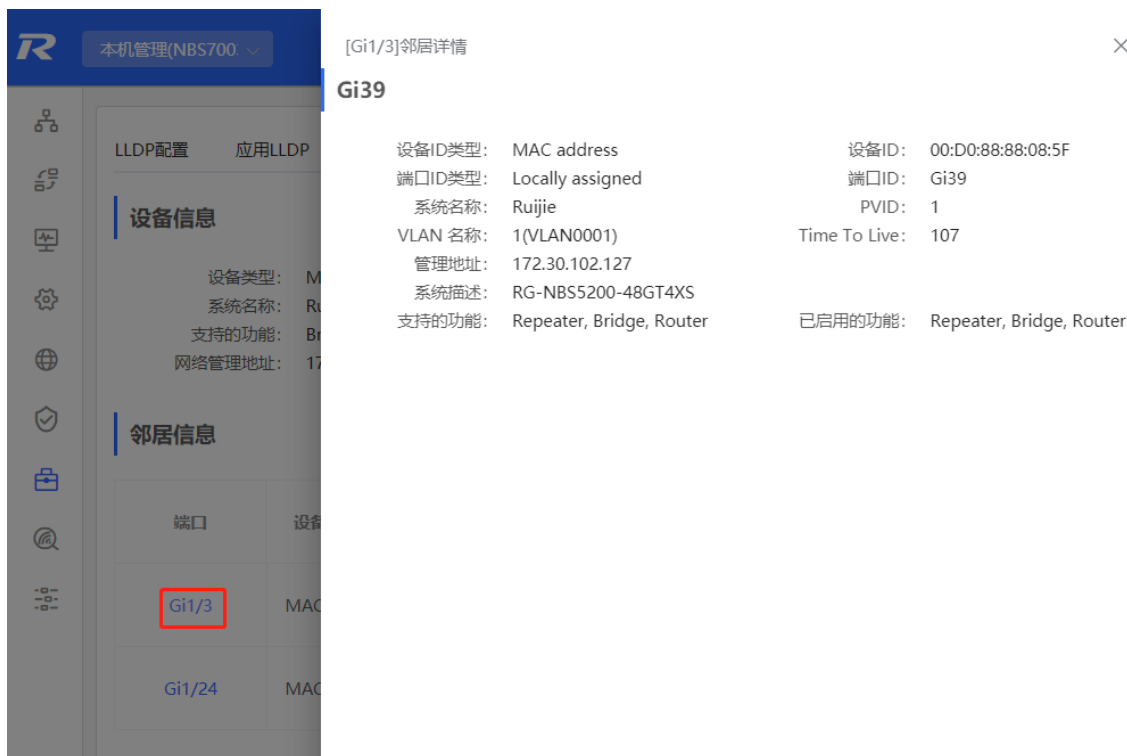 本机管理(NBS700
LLDP配置 应用LLDP
设备信息
设备类型:
系统名称:
支持的功能:
网络管理地址:
邻居信息
端口
Gi1/3 MAC
Gi1/24 MAC
[Gi1/3]邻居详情
Gi39
设备ID类型: MAC address 设备ID: 00:D0:88:88:08:5F
端口ID类型: Locally assigned 端口ID: Gi39
系统名称: Ruijie PVID: 1
VLAN 名称: 1(VLAN0001) Time To Live: 107
管理地址: 172.30.102.127
系统描述: RG-NBS5200-48GT4XS
支持的功能: Repeater, Bridge, Router 已启用的功能: Repeater, Bridge, Router